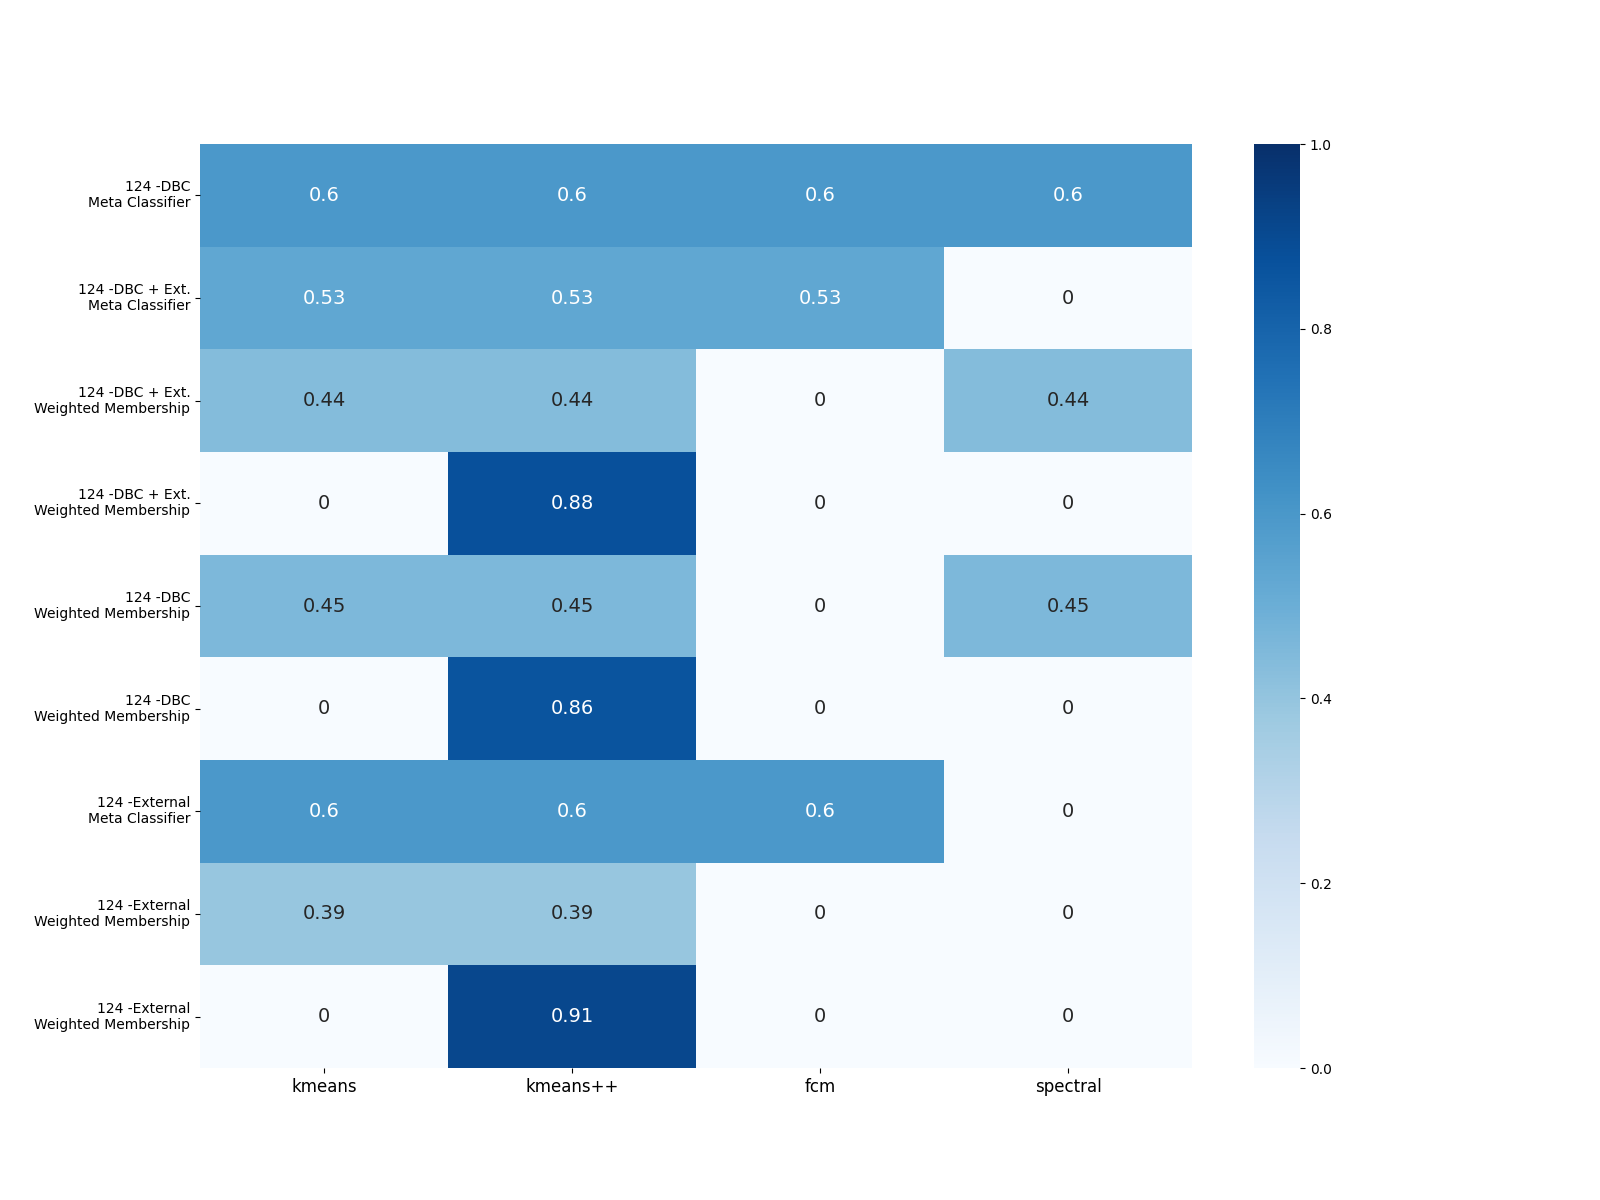 124 -DBC
Meta Classifier
0.6 0.6 0.6 0.6
124 -DBC + Ext.
Meta Classifier
0.53 0.53 0.53 0
124 -DBC + Ext.
Weighted Membership
0.44 0.44 0 0.44
124 -DBC + Ext.
Weighted Membership
0 0.88 0 0
124 -DBC
Weighted Membership
0.45 0.45 0 0.45
124 -DBC
Weighted Membership
0 0.86 0 0
124 -External
Meta Classifier
0.6 0.6 0.6 0
124 -External
Weighted Membership
0.39 0.39 0 0
124 -External
Weighted Membership
0 0.91 0 0
kmeans kmeans++ fcm spectral
1.0
0.8
0.6
0.4
0.2
0.0